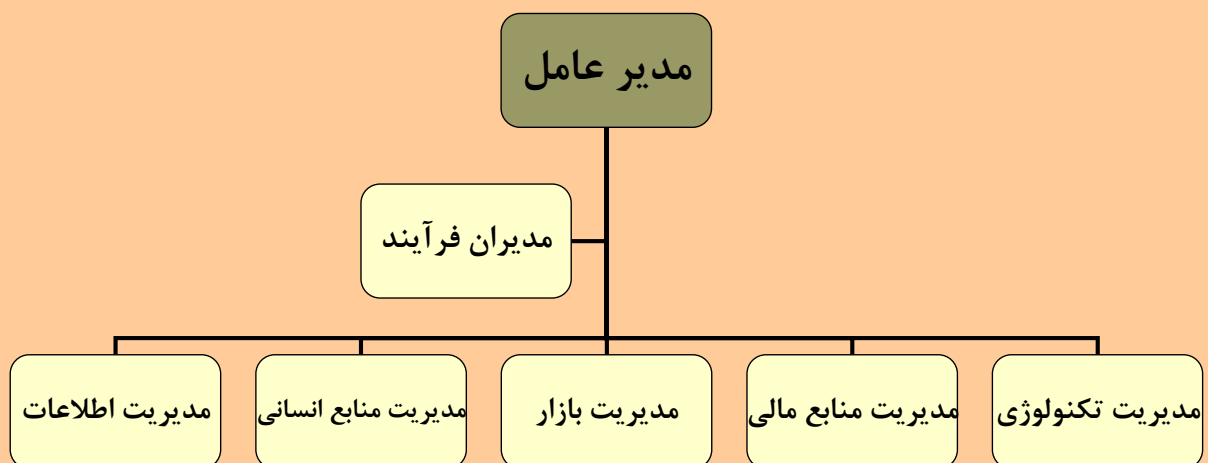 مدیر عامل
مدیران فرآیند
مدیریت تکنولوژی
مدیریت منابع مالی
مدیریت بازار
مدیریت منابع انسانی
مدیریت اطلاعات